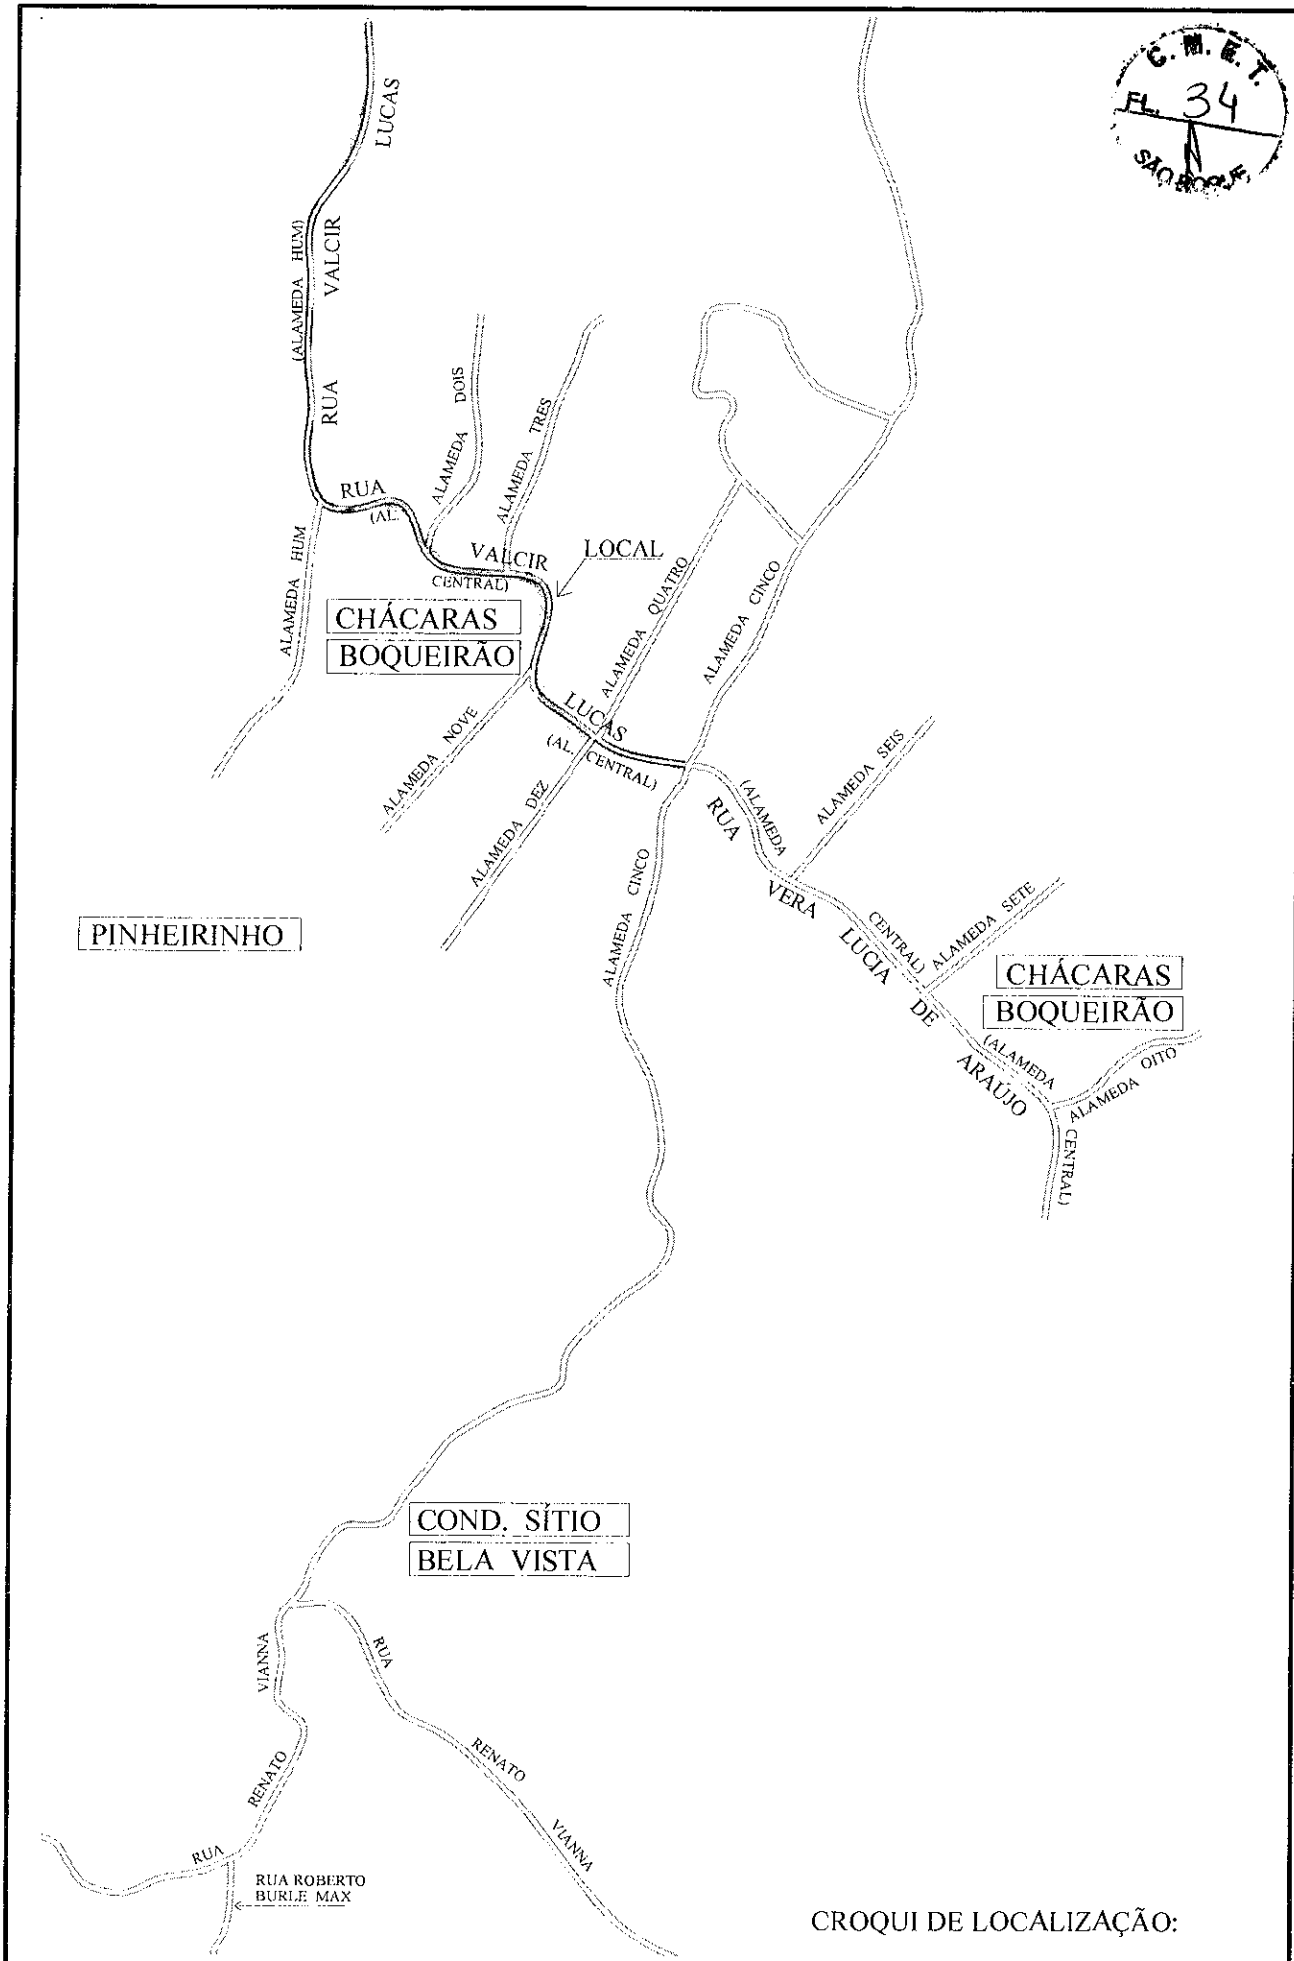 C. M. E. T.
FL. 34
SÃO ROQUE
LUCAS
VALCIR
(ALAMEDA HUM)
RUA
DOIS
ALAMEDA
ALAMEDA TRES
RUA
(AL.
ALAMEDA HUM
VALCIR
CENTRAL)
LOCAL
CHÁCARAS
BOQUEIRÃO
ALAMEDA QUATRO
ALAMEDA CINCO
LUCAS
(AL. CENTRAL)
ALAMEDA NOVE
ALAMEDA DEZ
ALAMEDA SEIS
RUA
(ALAMEDA
ALAMEDA CINCO
VERA
CENTRAL)
ALAMEDA SETE
PINHEIRINHO
LUCIA
CHÁCARAS
BOQUEIRÃO
DE
(ALAMEDA
ARAÚJO
ALAMEDA OITO
CENTRAL)
COND. SÍTIO
BELA VISTA
VIANNA
RUA
RENATO
RENATO
VIANNA
RUA
RUA ROBERTO
BURLE MAX
CROQUI DE LOCALIZAÇÃO: